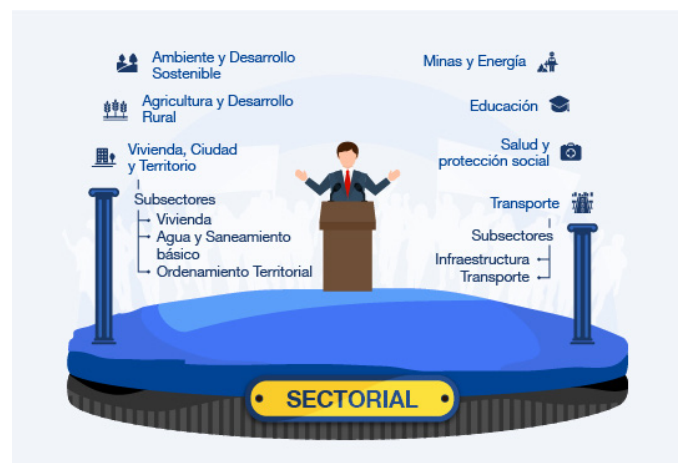 Ambiente y Desarrollo
Sostenible
Agricultura y Desarrollo
Rural
Vivienda, Ciudad
y Territorio
Subsectores
Vivienda
Agua y Saneamiento
básico
Ordenamiento Territorial
Minas y Energía
Educación
Salud y
protección social
Transporte
Subsectores
Infraestructura
Transporte
SECTORIAL